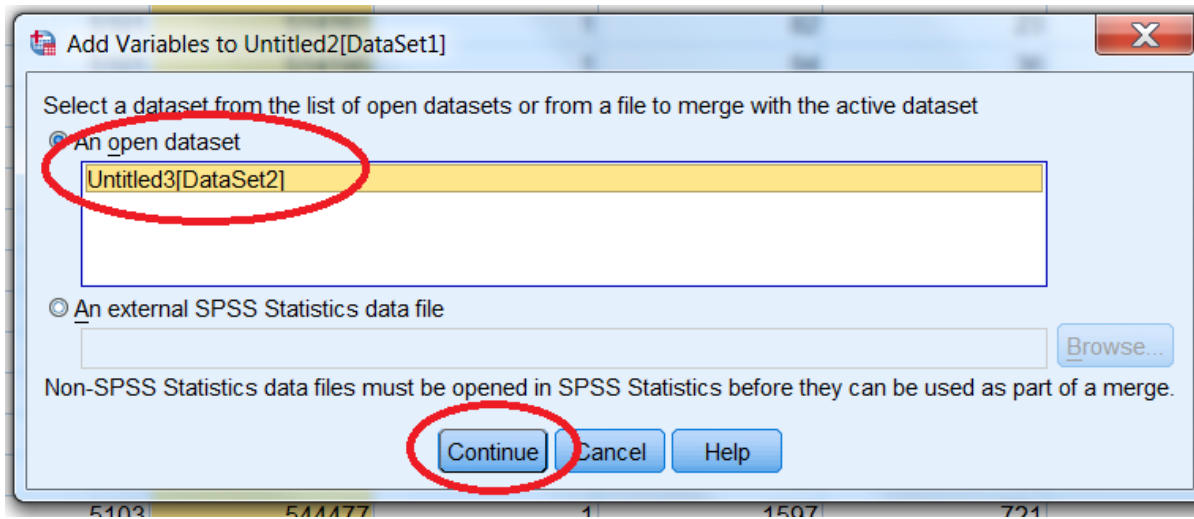 Add Variables to Untitled2[DataSet1]
Select a dataset from the list of open datasets or from a file to merge with the active dataset
An open dataset
Untitled3[DataSet2]
An external SPSS Statistics data file
Browse...
Non-SPSS Statistics data files must be opened in SPSS Statistics before they can be used as part of a merge.
Continue Cancel Help
5103 544477 1 1597 721